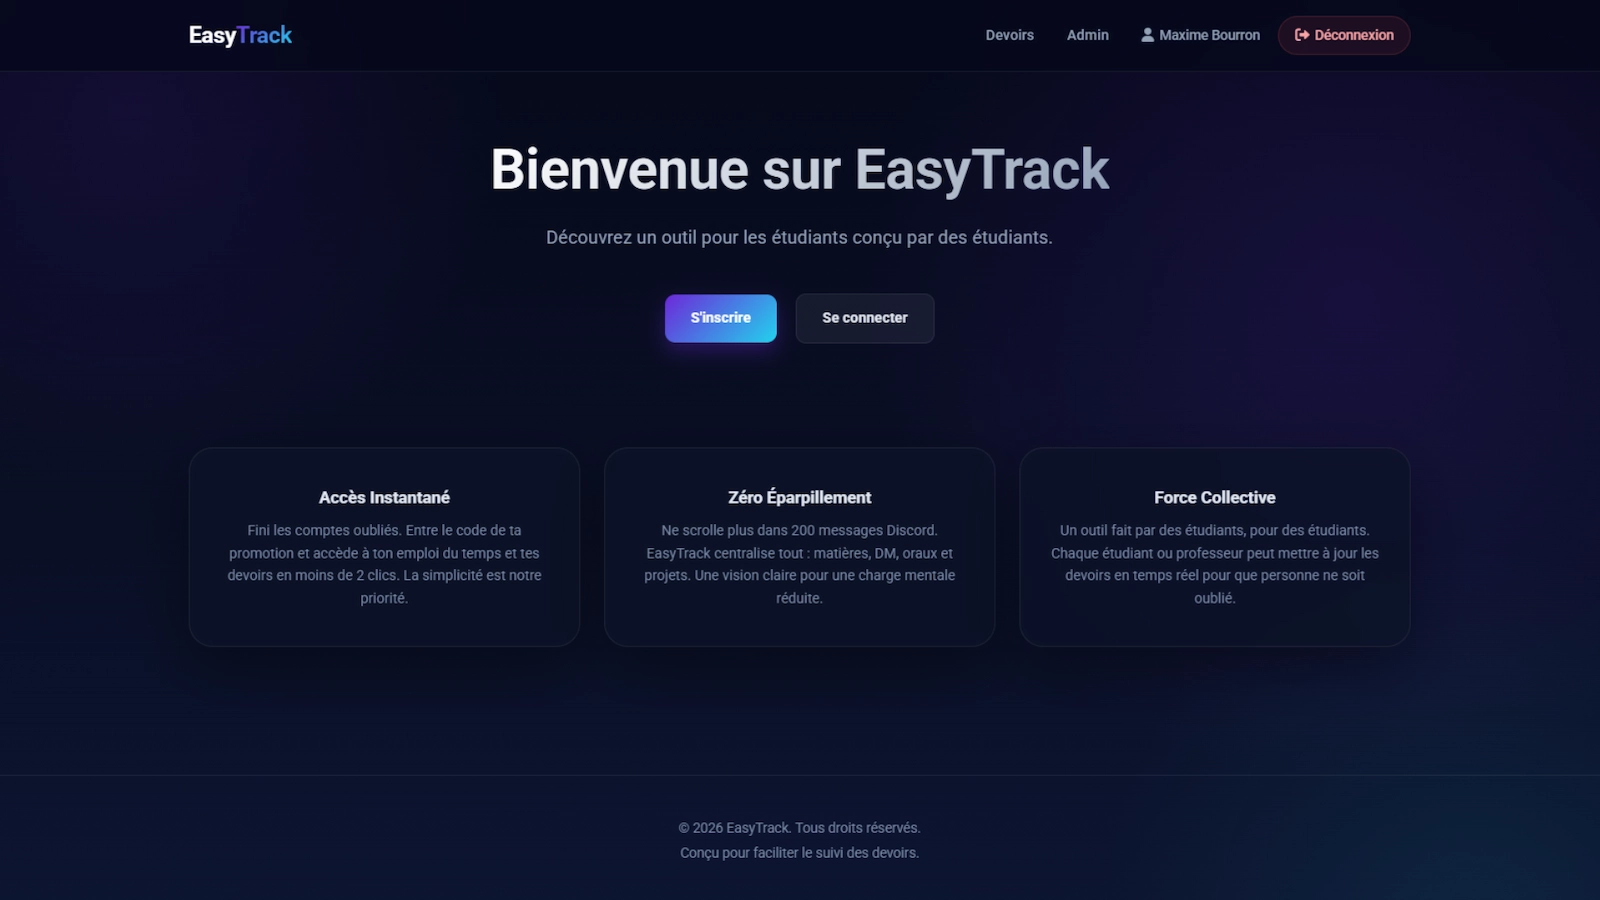 EasyTrack
Devoirs
Admin
Maxime Bourron
Déconnexion
Bienvenue sur EasyTrack
Découvrez un outil pour les étudiants conçu par des étudiants.
S'inscrire
Se connecter
Accès Instantané
Fini les comptes oubliés. Entre le code de ta
promotion et accède à ton emploi du temps et tes
devoirs en moins de 2 clics. La simplicité est notre
priorité.
Zéro Éparpillement
Ne scrolle plus dans 200 messages Discord.
EasyTrack centralise tout : matières, DM, oraux et
projets. Une vision claire pour une charge mentale
réduite.
Force Collective
Un outil fait par des étudiants, pour des étudiants.
Chaque étudiant ou professeur peut mettre à jour les
devoirs en temps réel pour que personne ne soit
oublié.
© 2026 EasyTrack. Tous droits réservés.
Conçu pour faciliter le suivi des devoirs.